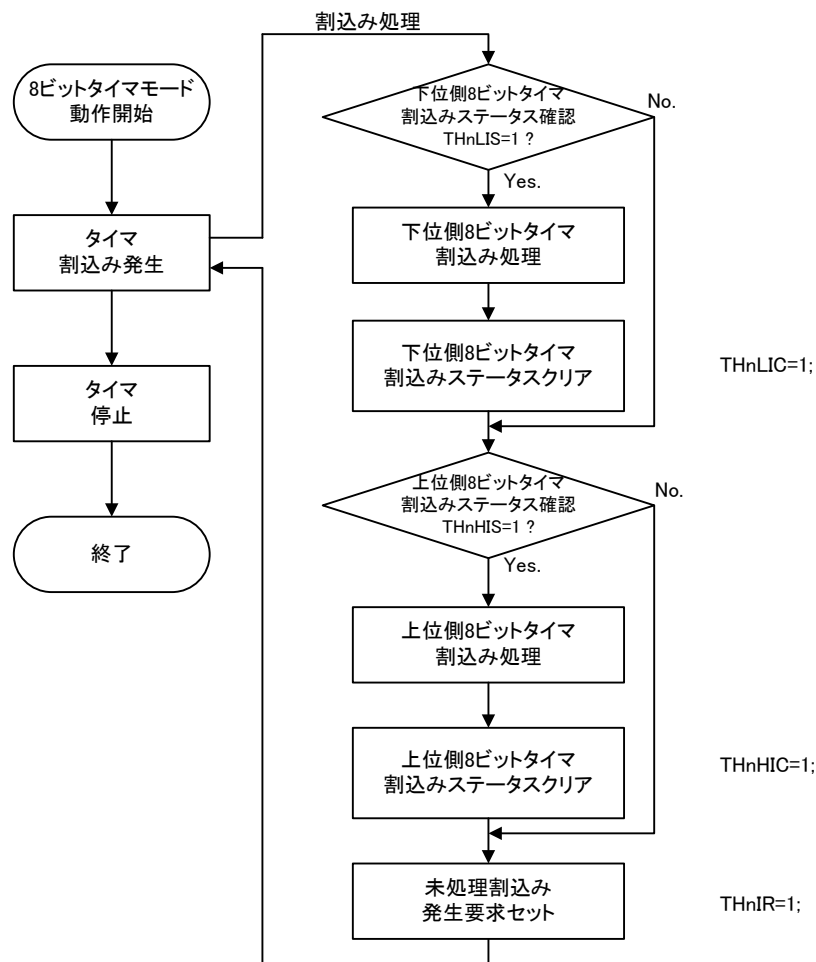 割込み処理
8ビットタイマモード
動作開始
タイマ
割込み発生
タイマ
停止
終了
下位側8ビットタイマ
割込みステータス確認
THnLIS=1 ?
No.
Yes.
下位側8ビットタイマ
割込み処理
下位側8ビットタイマ
割込みステータスクリア
THnLIC=1;
上位側8ビットタイマ
割込みステータス確認
THnHIS=1 ?
No.
Yes.
上位側8ビットタイマ
割込み処理
上位側8ビットタイマ
割込みステータスクリア
THnHIC=1;
未処理割込み
発生要求セット
THnIR=1;